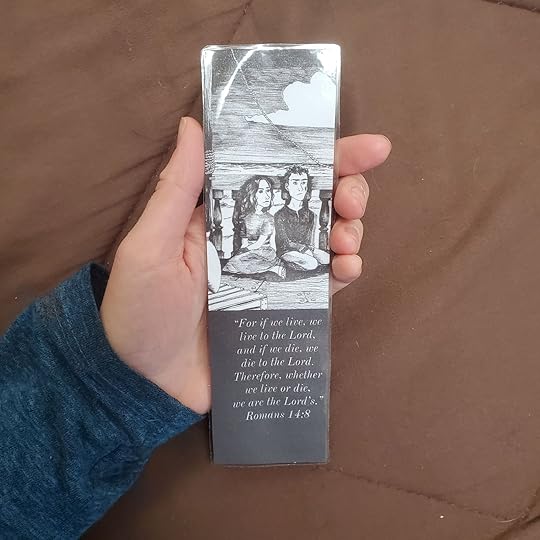 “For if we live, we
live to the Lord,
and if we die, we
die to the Lord.
Therefore, whether
we live or die,
we are the Lord’s.”
Romans 14:8